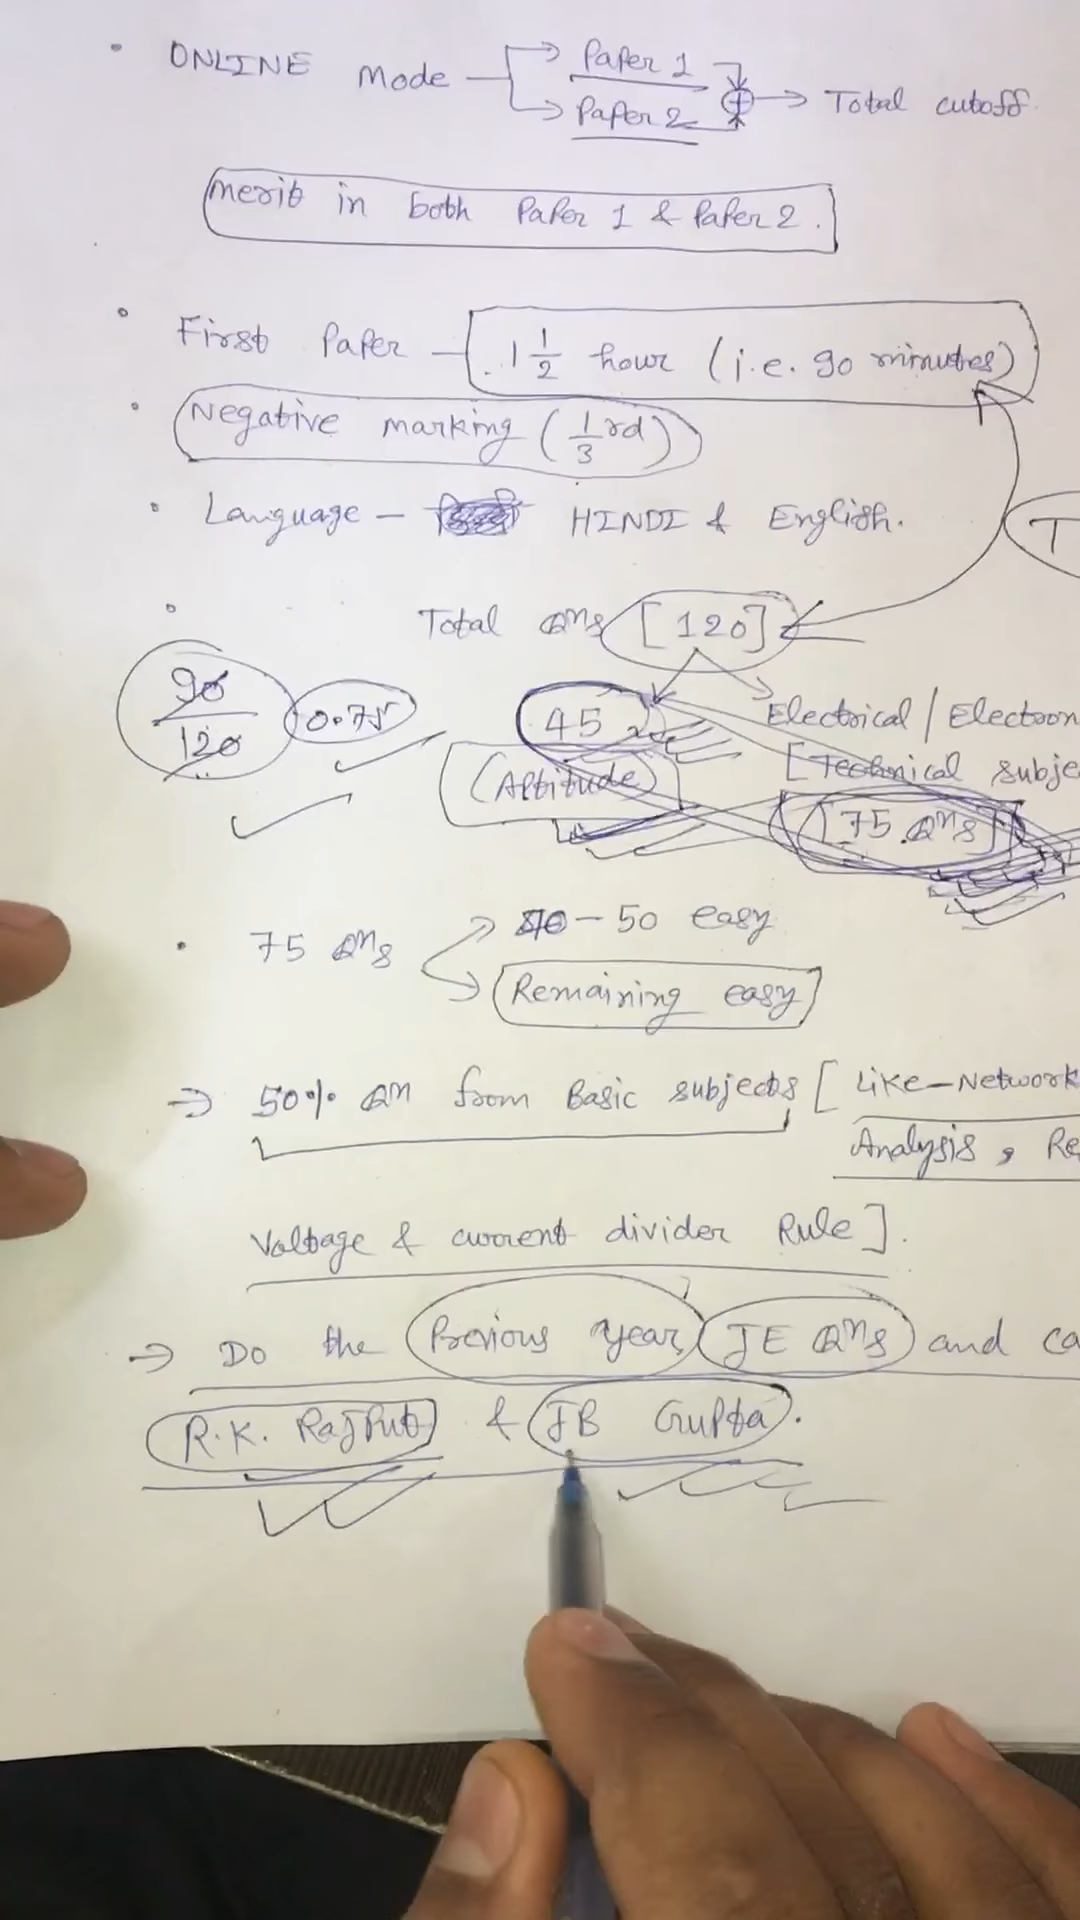 ONLINE Mode Paper 1
Paper 2 Total cutoff
merit in both Paper 1 & Paper 2.
First Paper - 1 1/2 hour (i.e. 90 minutes)
Negative marking (1/3 rd)
Language - HINDI & English.
T
Total Qns [120]
90/120 0.75
45
Electrical / Electron
(Aptitude)
[Technical subje
[75 Qns]
75 Qns
- 50 easy
Remaining easy
→ 50% Qn from Basic subjects [Like-Network
Analysis, Re
Voltage & current divider Rule].
→ Do the Previous year JE Qns and ca
R.K. Rajput & JB Gupta.